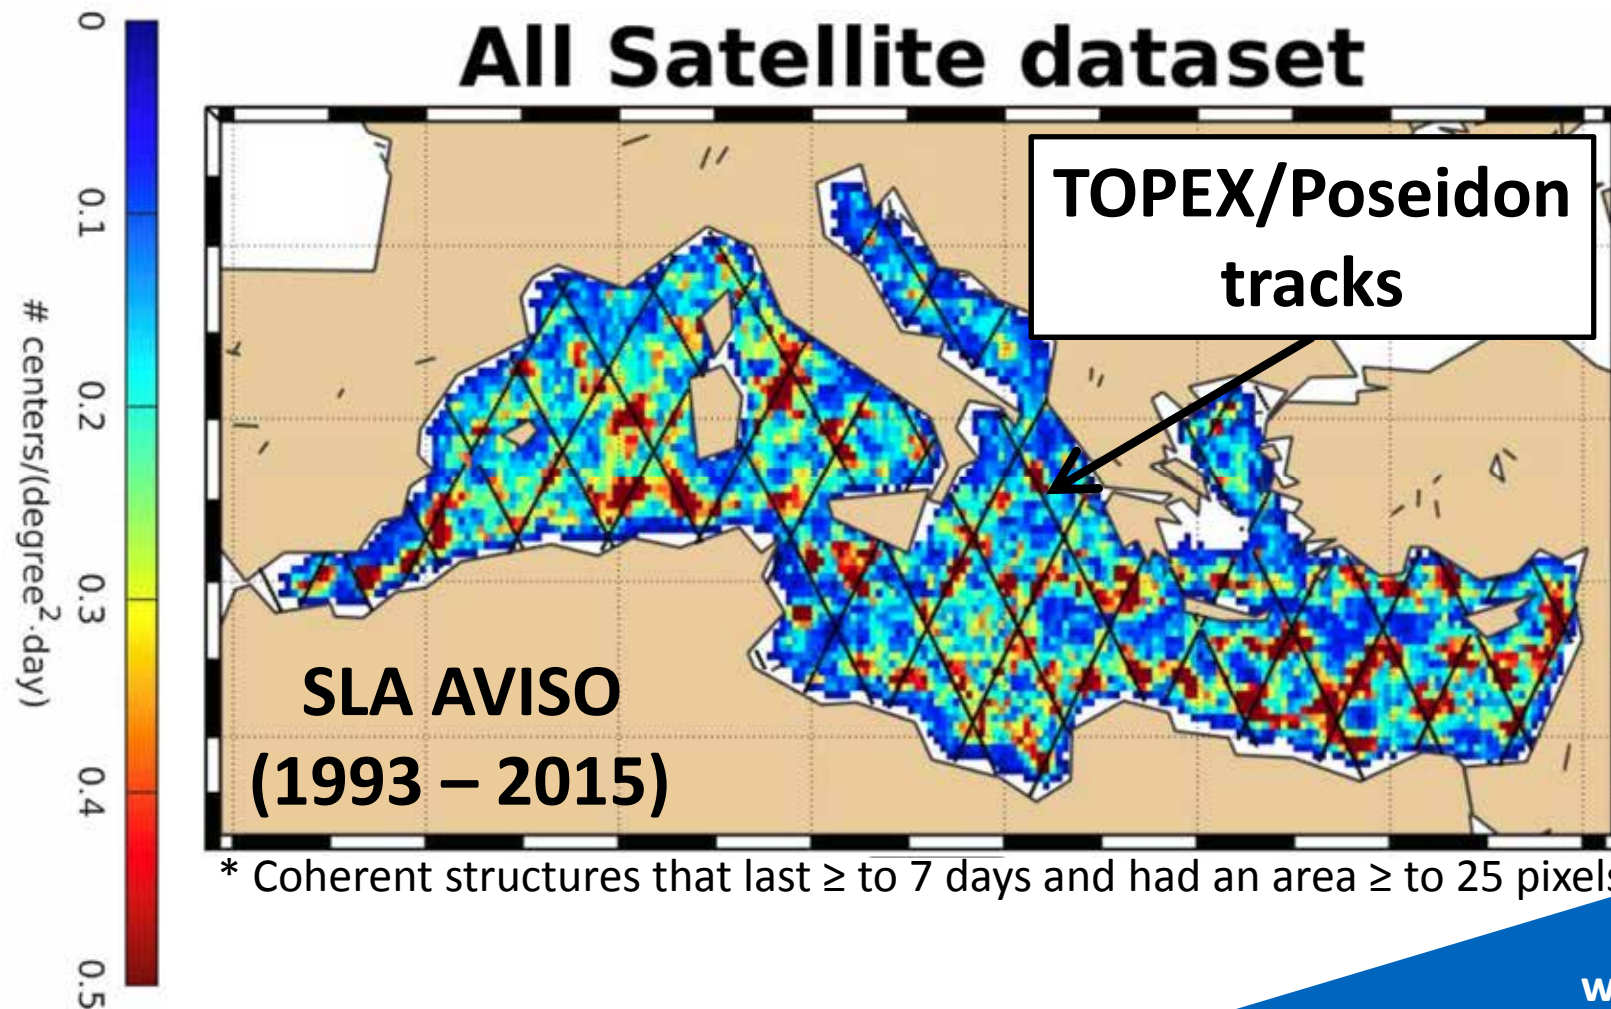 All Satellite dataset
TOPEX/Poseidon
tracks
0
0.1
0.2
0.3
0.4
0.5
# centers/(degree²·day)
SLA AVISO
(1993 – 2015)
* Coherent structures that last ≥ to 7 days and had an area ≥ to 25 pixels
w